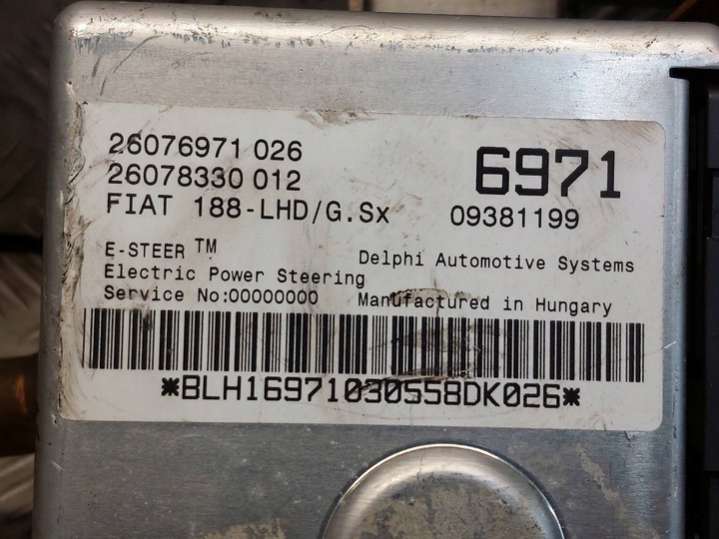 26076971 026
6971
26078330 012
FIAT 188-LHD/G.Sx 09381199
E-STEER TM
Delphi Automotive Systems
Electric Power Steering
Service No:00000000 Manufactured in Hungary
*BLH16971030558DK026*